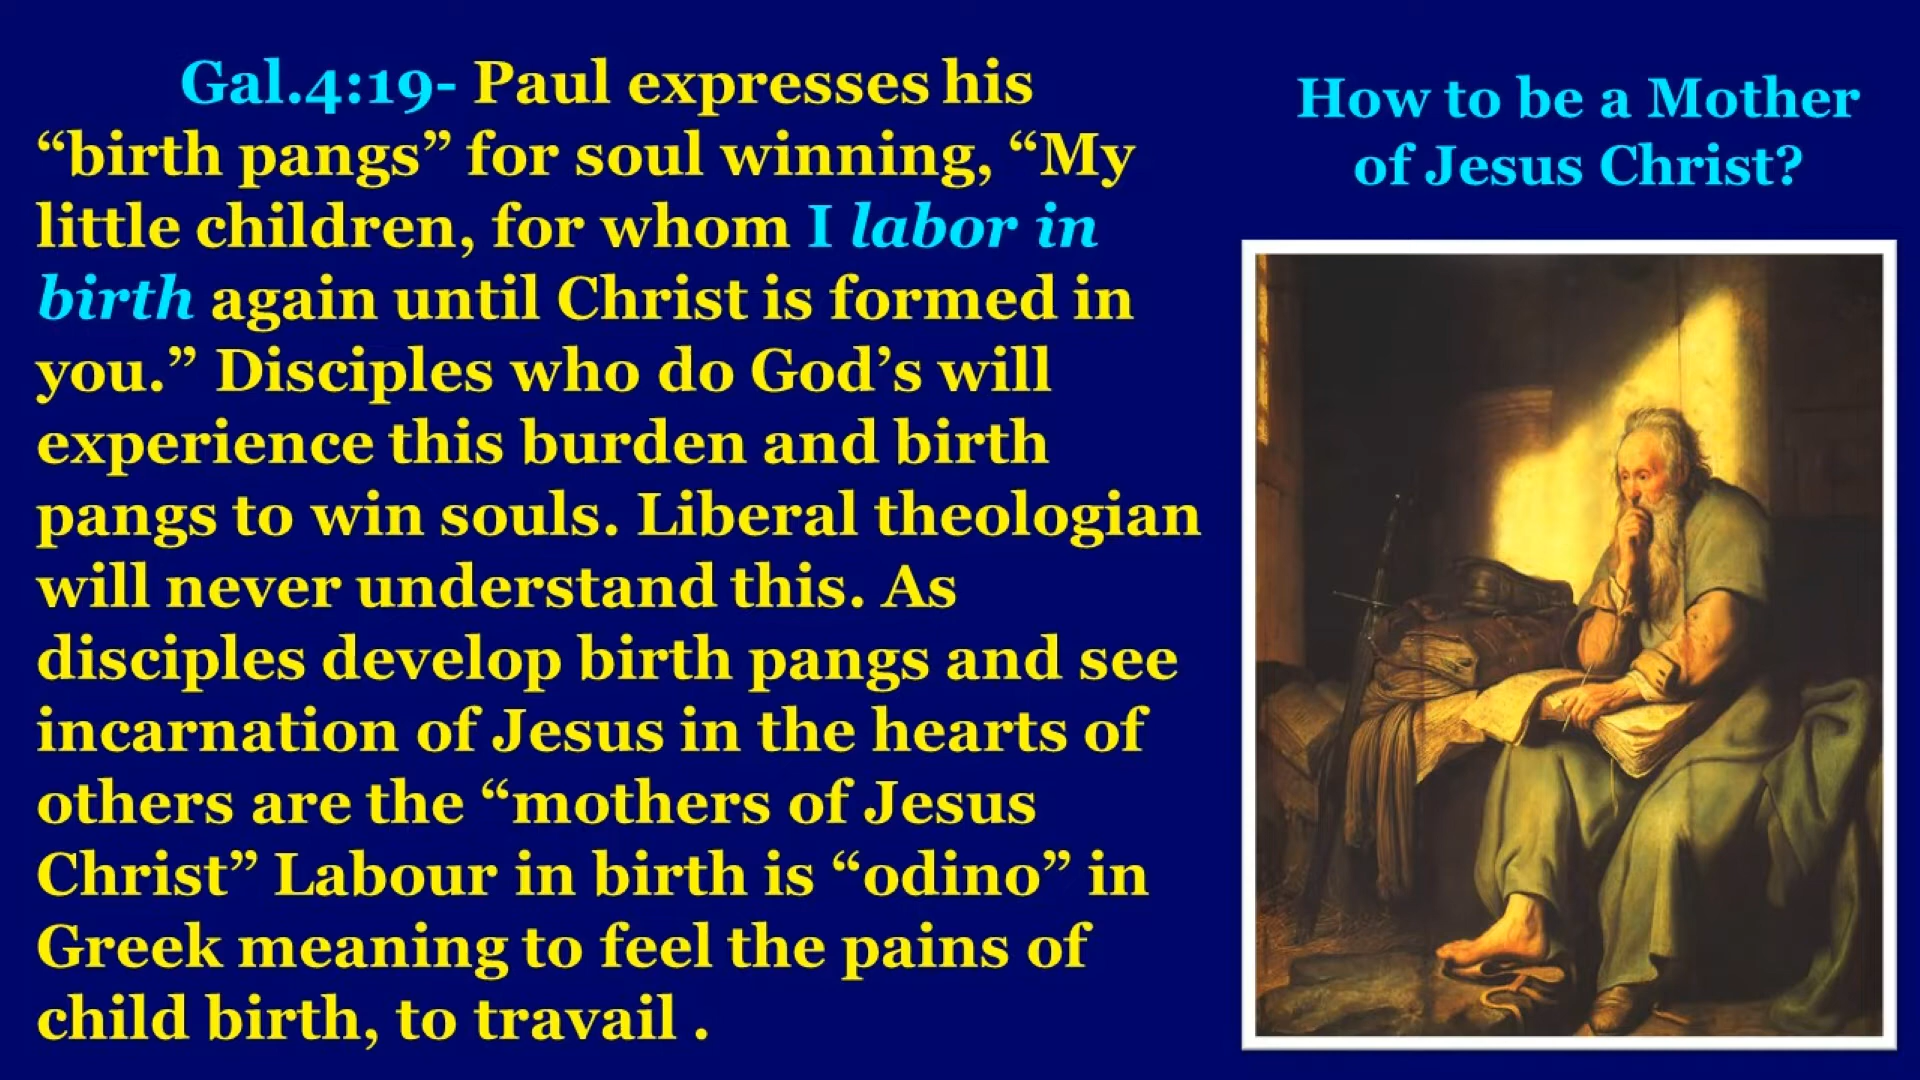 Gal.4:19- Paul expresses his
“birth pangs” for soul winning, “My
little children, for whom I labor in
birth again until Christ is formed in
you.” Disciples who do God’s will
experience this burden and birth
pangs to win souls. Liberal theologian
will never understand this. As
disciples develop birth pangs and see
incarnation of Jesus in the hearts of
others are the “mothers of Jesus
Christ” Labour in birth is “odino” in
Greek meaning to feel the pains of
child birth, to travail .
How to be a Mother
of Jesus Christ?